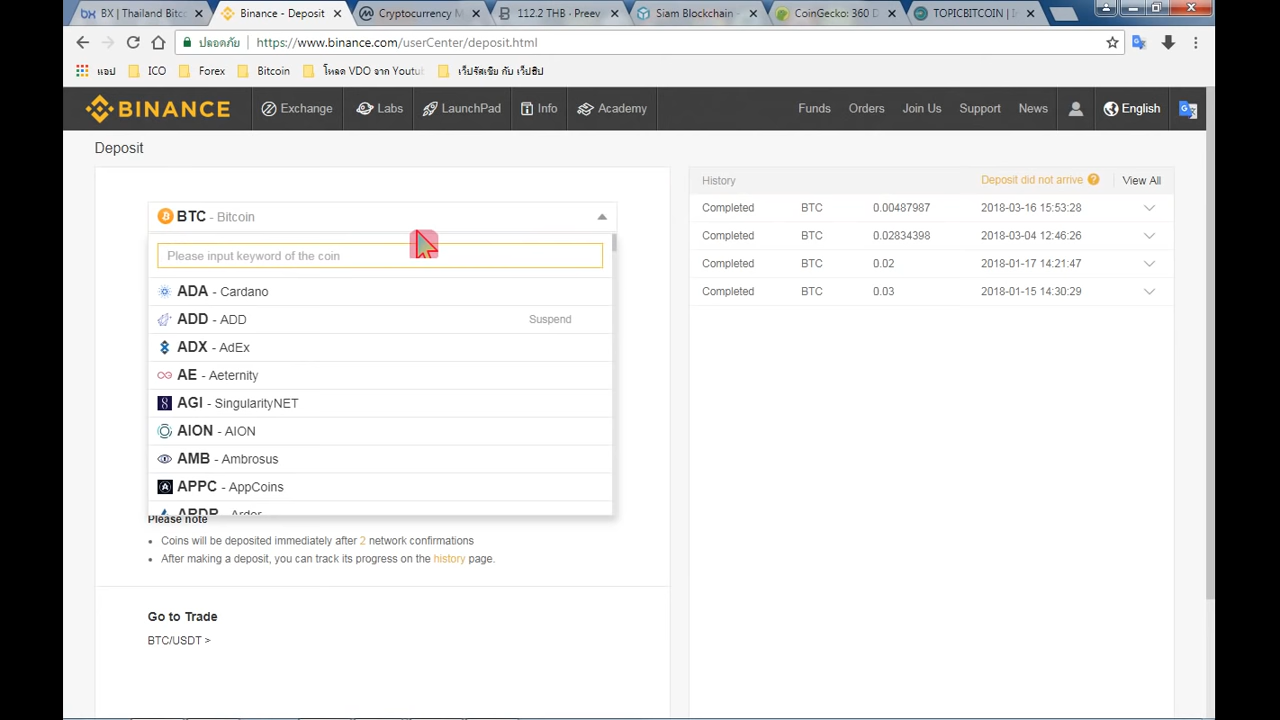 BX | Thailand Bitc
Binance - Deposit
Cryptocurrency M
112.2 THB - Preev
Siam Blockchain -
CoinGecko: 360 D
TOPICBITCOIN | H
ปลอดภัย
https://www.binance.com/userCenter/deposit.html
แอป
ICO
Forex
Bitcoin
โหลด VDO จาก Youtu
เว็ปรัสเซีย กับ เว็ปชิป
BINANCE
Exchange
Labs
LaunchPad
Info
Academy
Funds
Orders
Join Us
Support
News
English
Deposit
BTC - Bitcoin
Please input keyword of the coin
ADA - Cardano
ADD - ADD Suspend
ADX - AdEx
AE - Aeternity
AGI - SingularityNET
AION - AION
AMB - Ambrosus
APPC - AppCoins
ARDR - Ardor
Please note
• Coins will be deposited immediately after 2 network confirmations
• After making a deposit, you can track its progress on the history page.
Go to Trade
BTC/USDT >
History Deposit did not arrive ? View All
Completed BTC 0.00487987 2018-03-16 15:53:28
Completed BTC 0.02834398 2018-03-04 12:46:26
Completed BTC 0.02 2018-01-17 14:21:47
Completed BTC 0.03 2018-01-15 14:30:29